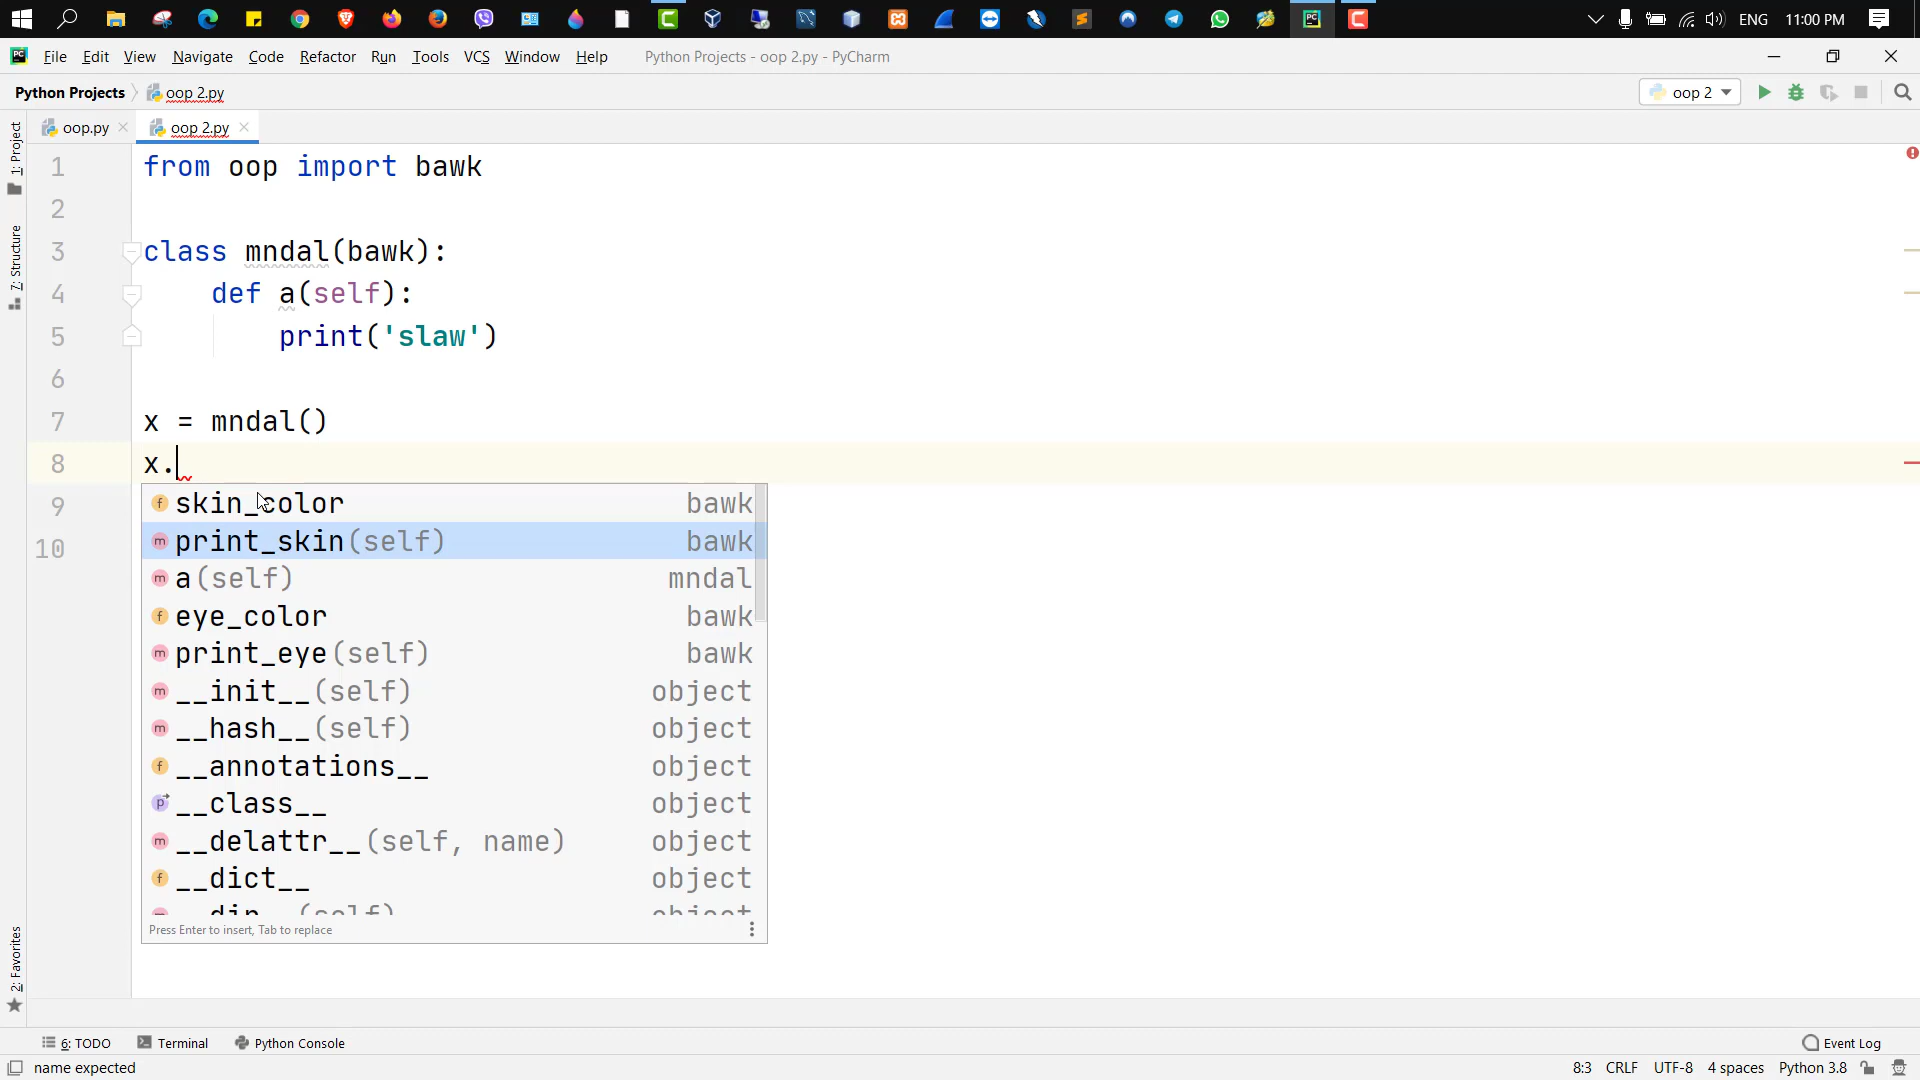 ENG 11:00 PM
File Edit View Navigate Code Refactor Run Tools VCS Window Help Python Projects - oop 2.py - PyCharm
Python Projects oop 2.py oop 2
oop.py oop 2.py
1: Project
7: Structure
2: Favorites
1 from oop import bawk
2
3 class mndal(bawk):
4 def a(self):
5 print('slaw')
6
7 x = mndal()
8 x.
9
10
skin_color bawk
print_skin(self) bawk
a(self) mndal
eye_color bawk
print_eye(self) bawk
__init__(self) object
__hash__(self) object
__annotations__ object
__class__ object
__delattr__(self, name) object
__dict__ object
__dir__(self) object
Press Enter to insert, Tab to replace
6: TODO Terminal Python Console Event Log
name expected 8:3 CRLF UTF-8 4 spaces Python 3.8